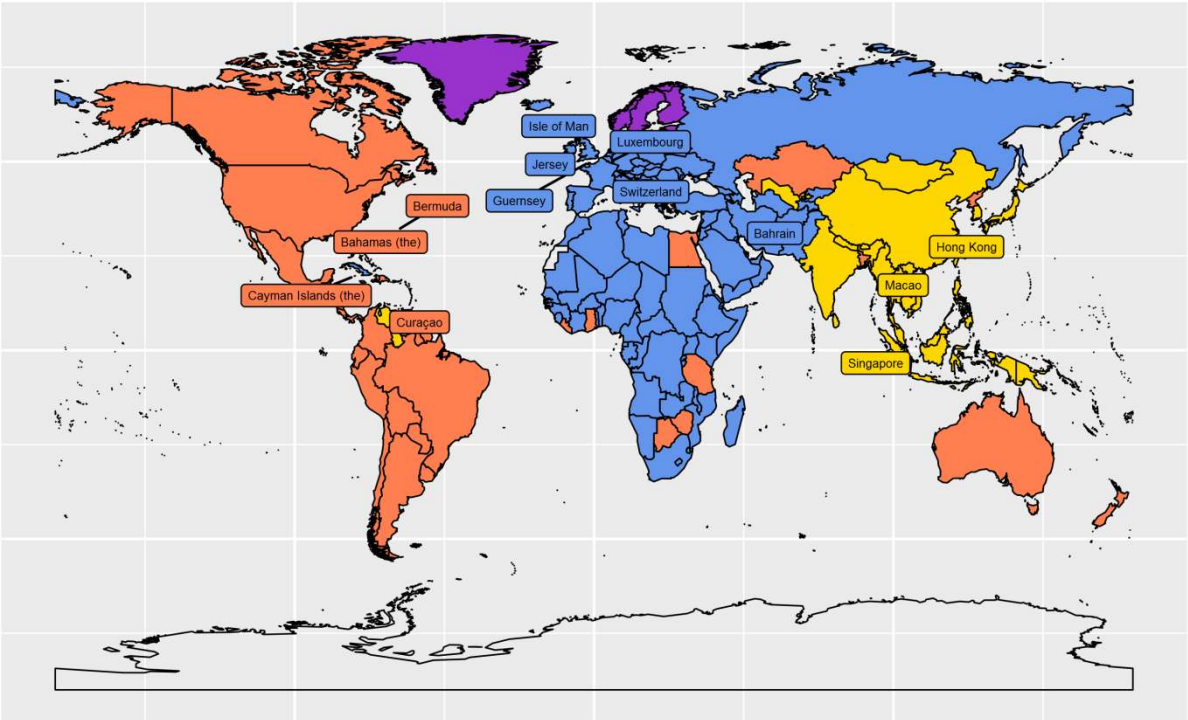 Isle of Man
Luxembourg
Jersey
Switzerland
Guernsey
Bermuda
Bahrain
Bahamas (the)
Hong Kong
Macao
Cayman Islands (the)
Curaçao
Singapore